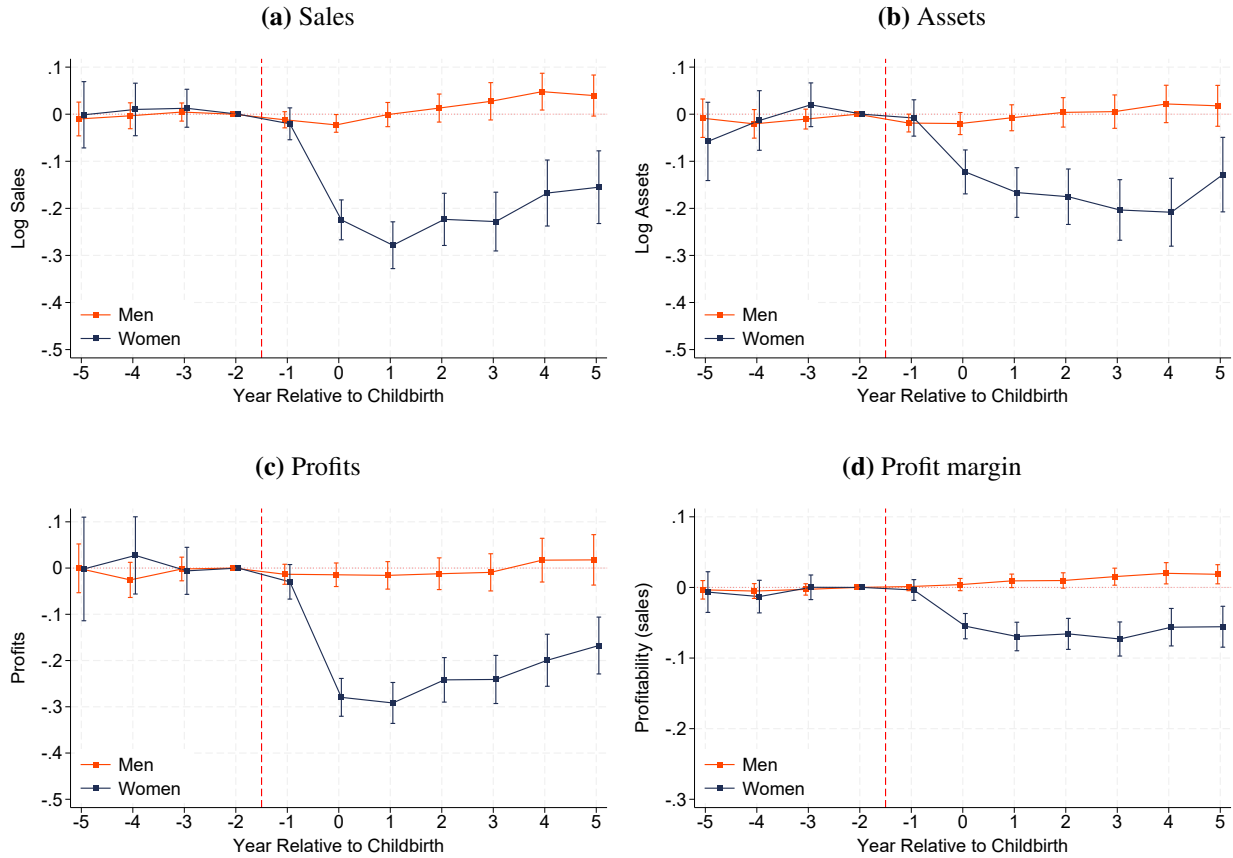 (a) Sales
.1
0
-.1
-.2
-.3
-.4
-.5
Log Sales
Men
Women
-5 -4 -3 -2 -1 0 1 2 3 4 5
Year Relative to Childbirth
(b) Assets
.1
0
-.1
-.2
-.3
-.4
-.5
Log Assets
Men
Women
-5 -4 -3 -2 -1 0 1 2 3 4 5
Year Relative to Childbirth
(c) Profits
.1
0
-.1
-.2
-.3
-.4
-.5
Profits
Men
Women
-5 -4 -3 -2 -1 0 1 2 3 4 5
Year Relative to Childbirth
(d) Profit margin
.1
0
-.1
-.2
-.3
Profitability (sales)
Men
Women
-5 -4 -3 -2 -1 0 1 2 3 4 5
Year Relative to Childbirth